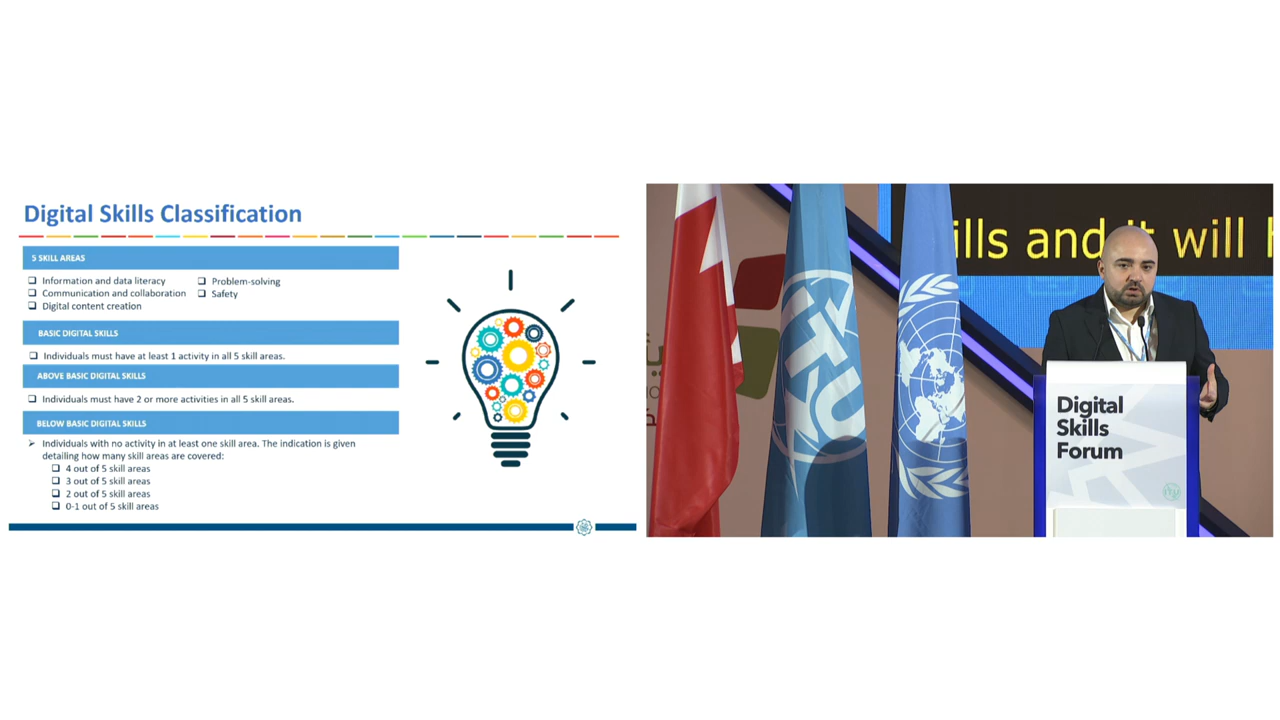 Digital Skills Classification
5 SKILL AREAS
Information and data literacy
Communication and collaboration
Digital content creation
Problem-solving
Safety
BASIC DIGITAL SKILLS
Individuals must have at least 1 activity in all 5 skill areas.
ABOVE BASIC DIGITAL SKILLS
Individuals must have 2 or more activities in all 5 skill areas.
BELOW BASIC DIGITAL SKILLS
Individuals with no activity in at least one skill area. The indication is given
detailing how many skill areas are covered:
4 out of 5 skill areas
3 out of 5 skill areas
2 out of 5 skill areas
0-1 out of 5 skill areas
ills and it will
ITU
Digital
Skills
Forum